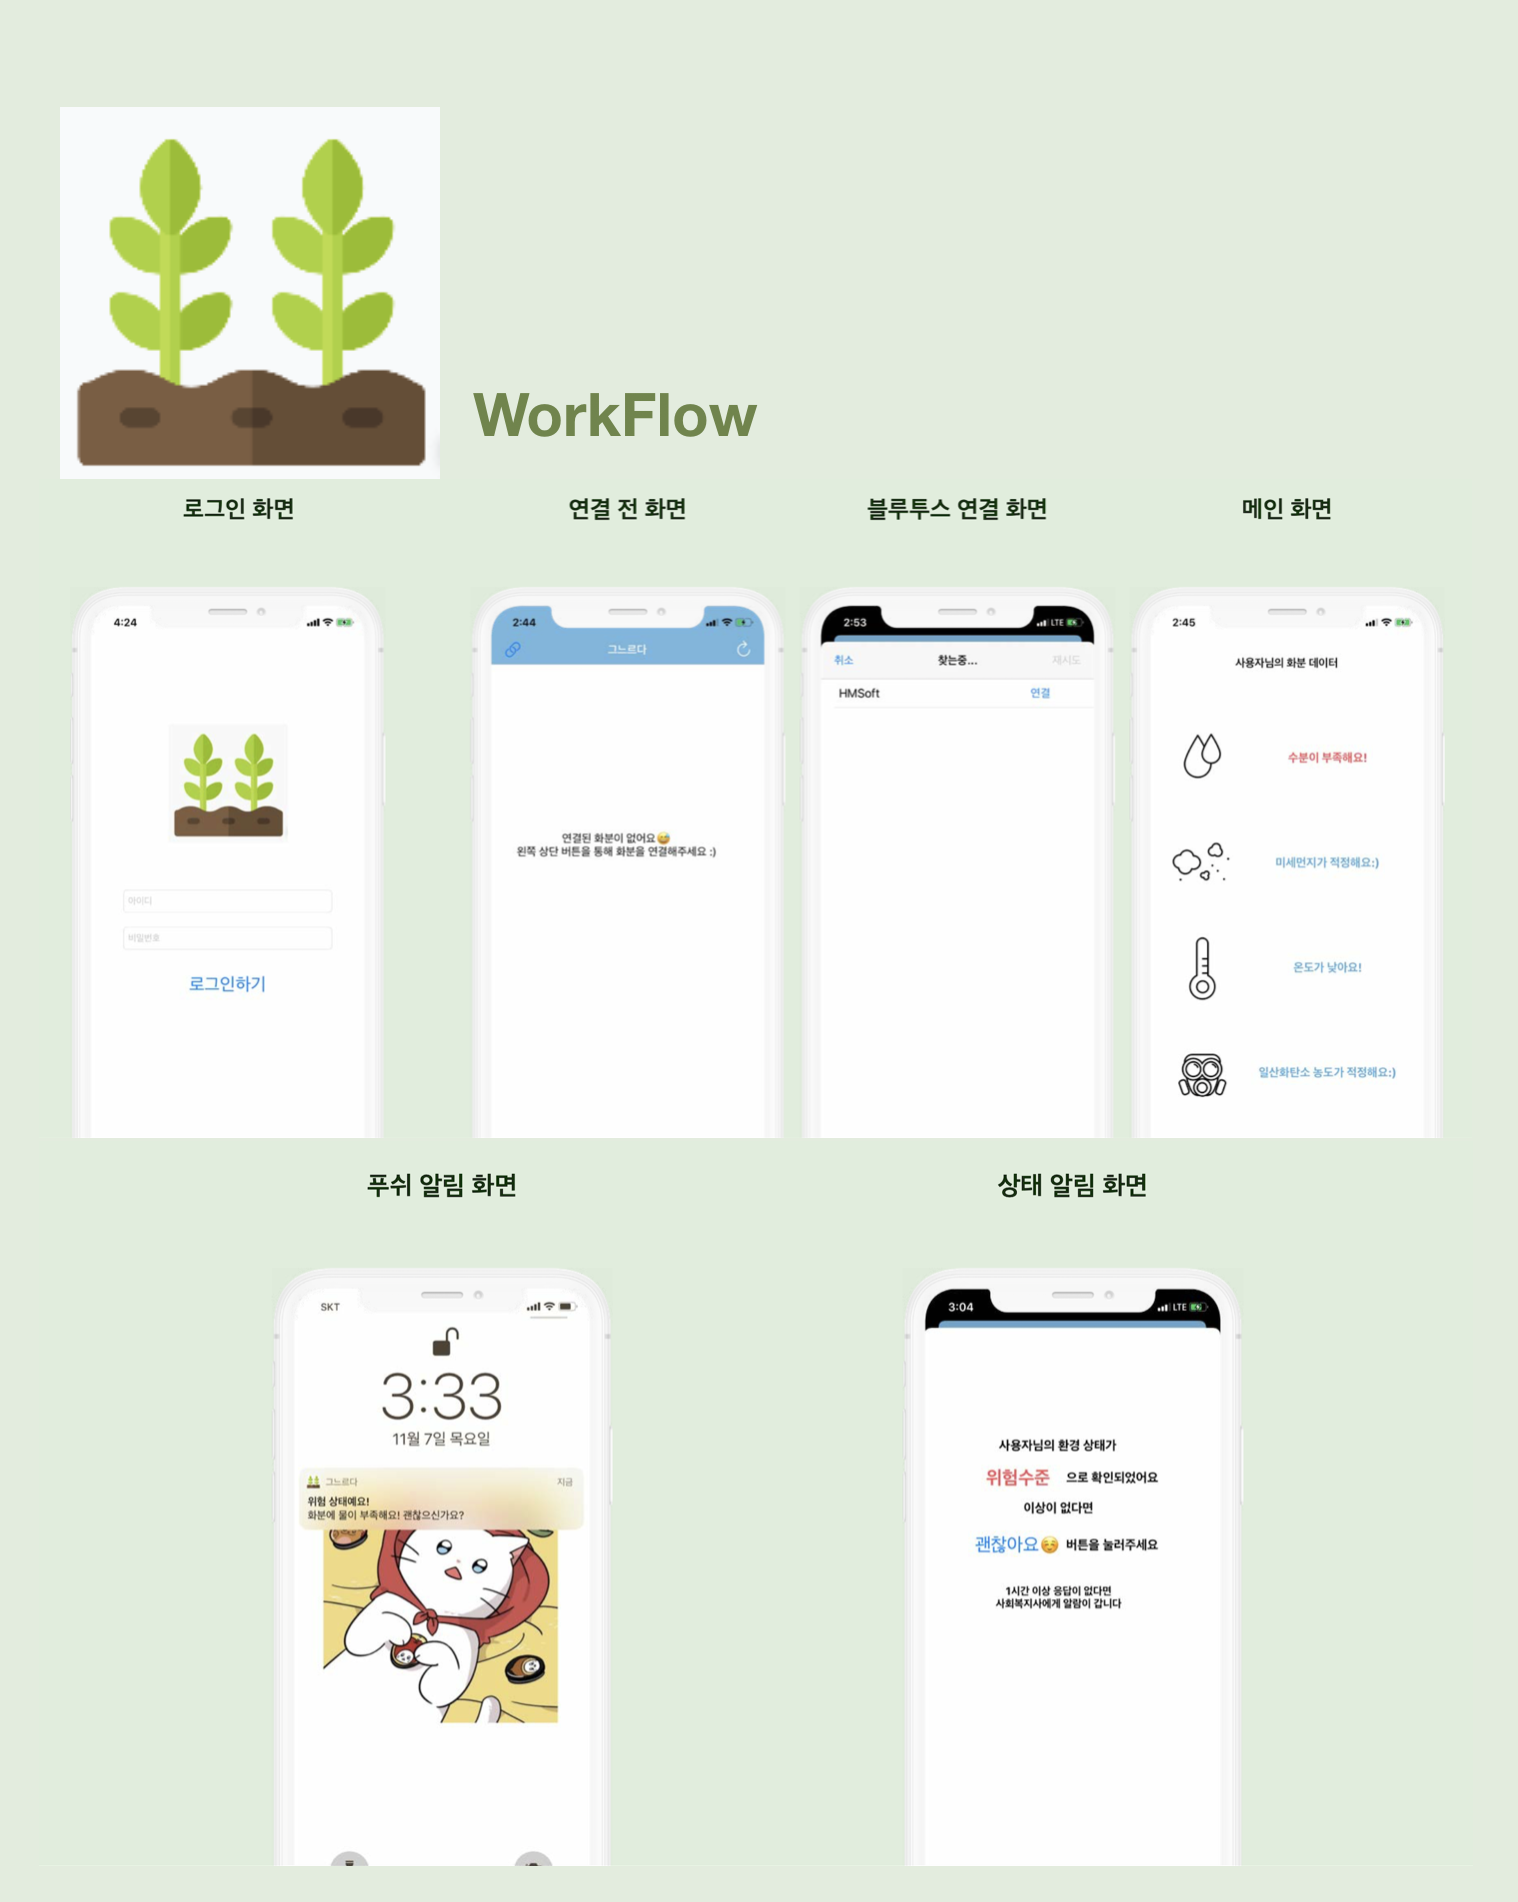 WorkFlow
로그인 화면
연결 전 화면
블루투스 연결 화면
메인 화면
4:24
아이디
비밀번호
로그인하기
2:44
그느르다
연결된 화분이 없어요😅
왼쪽 상단 버튼을 통해 화분을 연결해주세요 :)
2:53
LTE
취소
찾는중...
재시도
HMSoft
연결
2:45
사용자님의 화분 데이터
수분이 부족해요!
미세먼지가 적정해요:)
온도가 낮아요!
일산화탄소 농도가 적정해요:)
푸쉬 알림 화면
상태 알림 화면
SKT
3:33
11월 7일 목요일
그느르다
지금
위험 상태예요!
화분에 물이 부족해요! 괜찮으신가요?
3:04
LTE
사용자님의 환경 상태가
위험수준 으로 확인되었어요
이상이 없다면
괜찮아요☺️ 버튼을 눌러주세요
1시간 이상 응답이 없다면
사회복지사에게 알람이 갑니다